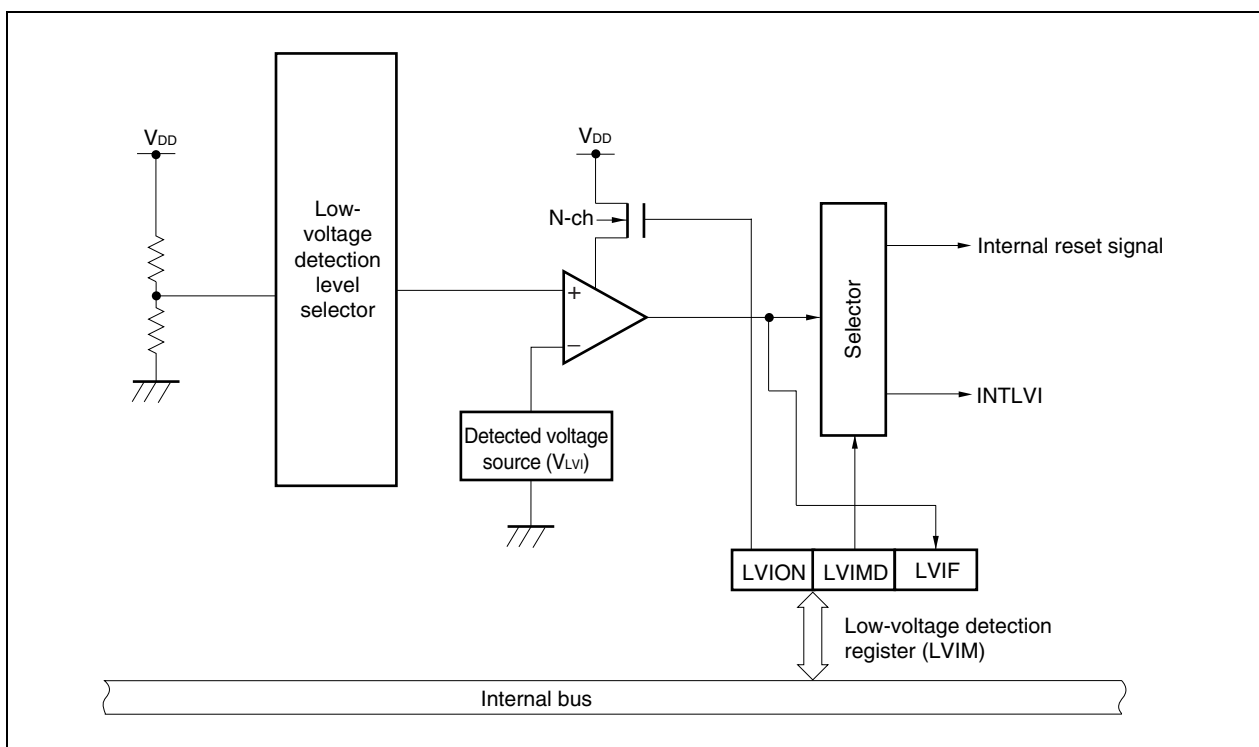 VDD
Low-
voltage
detection
level
selector
VDD
N-ch
+
−
Detected voltage
source (VLVI)
Selector
Internal reset signal
INTLVI
LVION
LVIMD
LVIF
Low-voltage detection
register (LVIM)
Internal bus